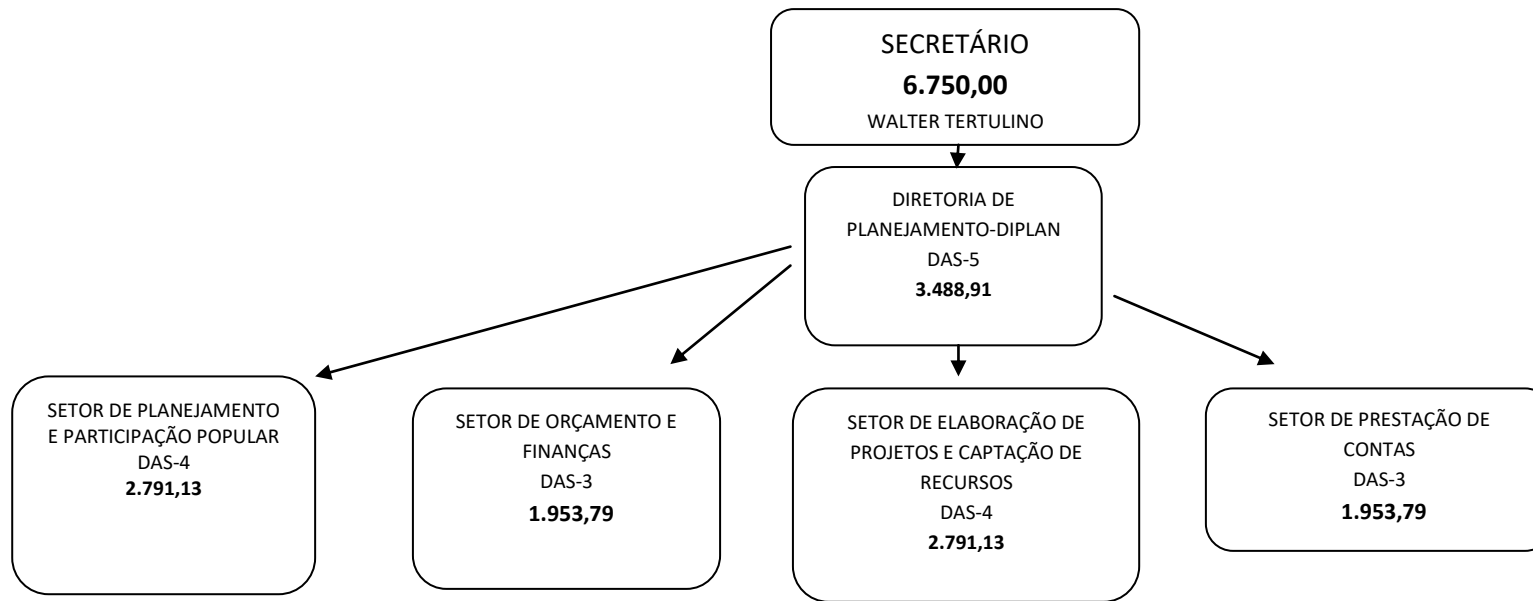 SECRETÁRIO
6.750,00
WALTER TERTULINO
DIRETORIA DE
PLANEJAMENTO-DIPLAN
DAS-5
3.488,91
SETOR DE PLANEJAMENTO
E PARTICIPAÇÃO POPULAR
DAS-4
2.791,13
SETOR DE ORÇAMENTO E
FINANÇAS
DAS-3
1.953,79
SETOR DE ELABORAÇÃO DE
PROJETOS E CAPTAÇÃO DE
RECURSOS
DAS-4
2.791,13
SETOR DE PRESTAÇÃO DE
CONTAS
DAS-3
1.953,79